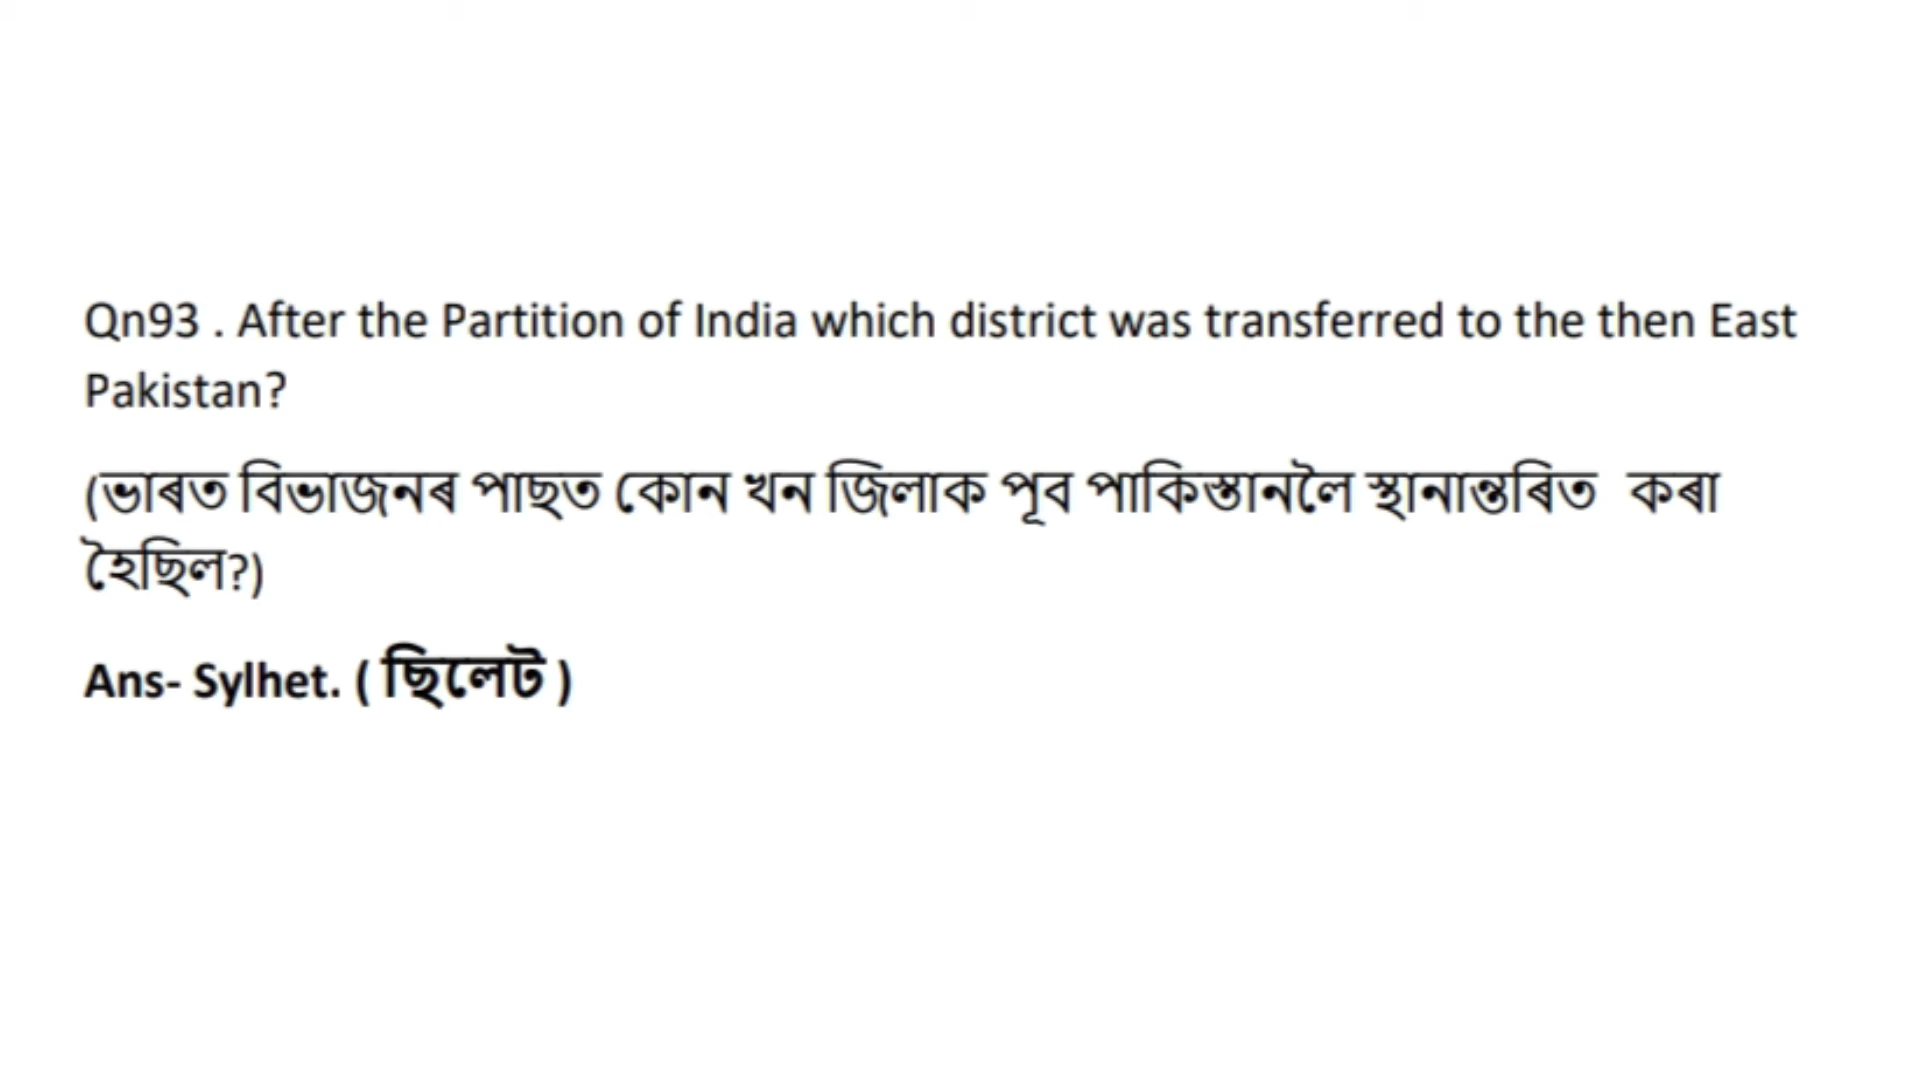 Qn93 . After the Partition of India which district was transferred to the then East
Pakistan?
(ভাৰত বিভাজনৰ পাছত কোন খন জিলাক পূব পাকিস্তানলৈ স্থানান্তৰিত কৰা
হৈছিল?)
Ans- Sylhet. ( ছিলেট )